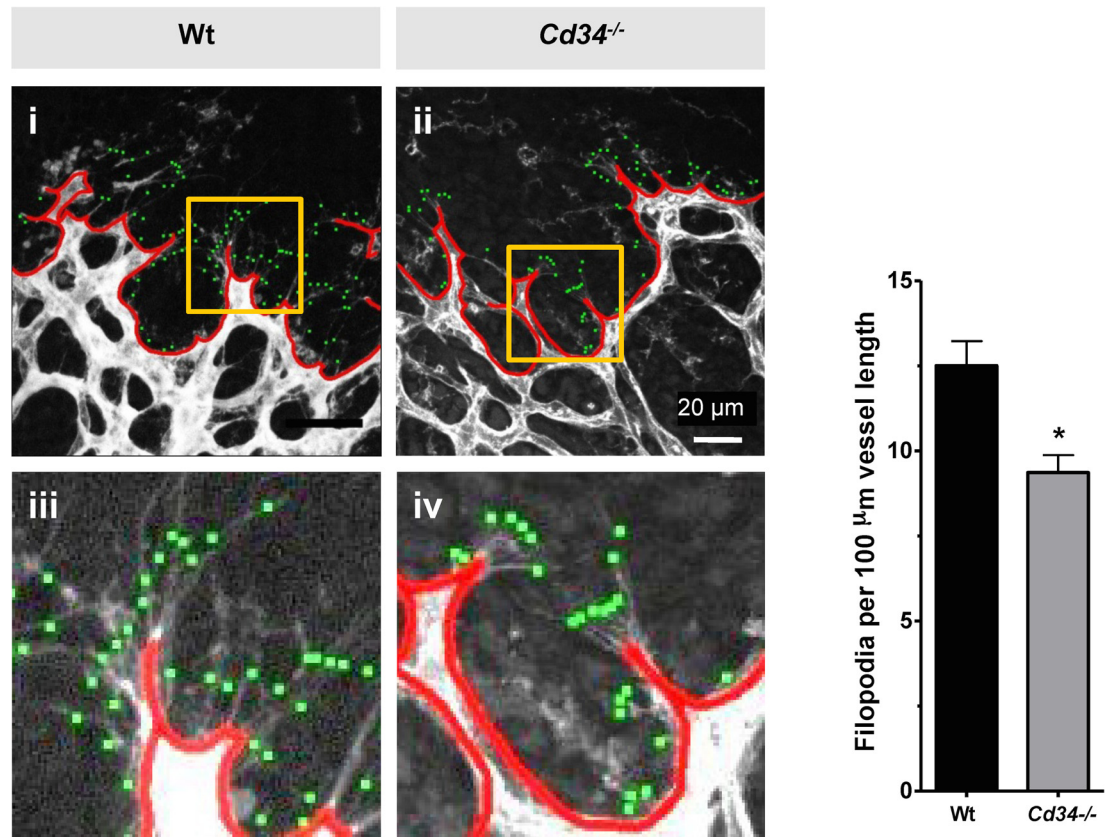 Wt
Cd34-/-
i
ii
20 µm
iii
iv
Filopodia per 100 µm vessel length
15
10
5
0
*
Wt
Cd34-/-